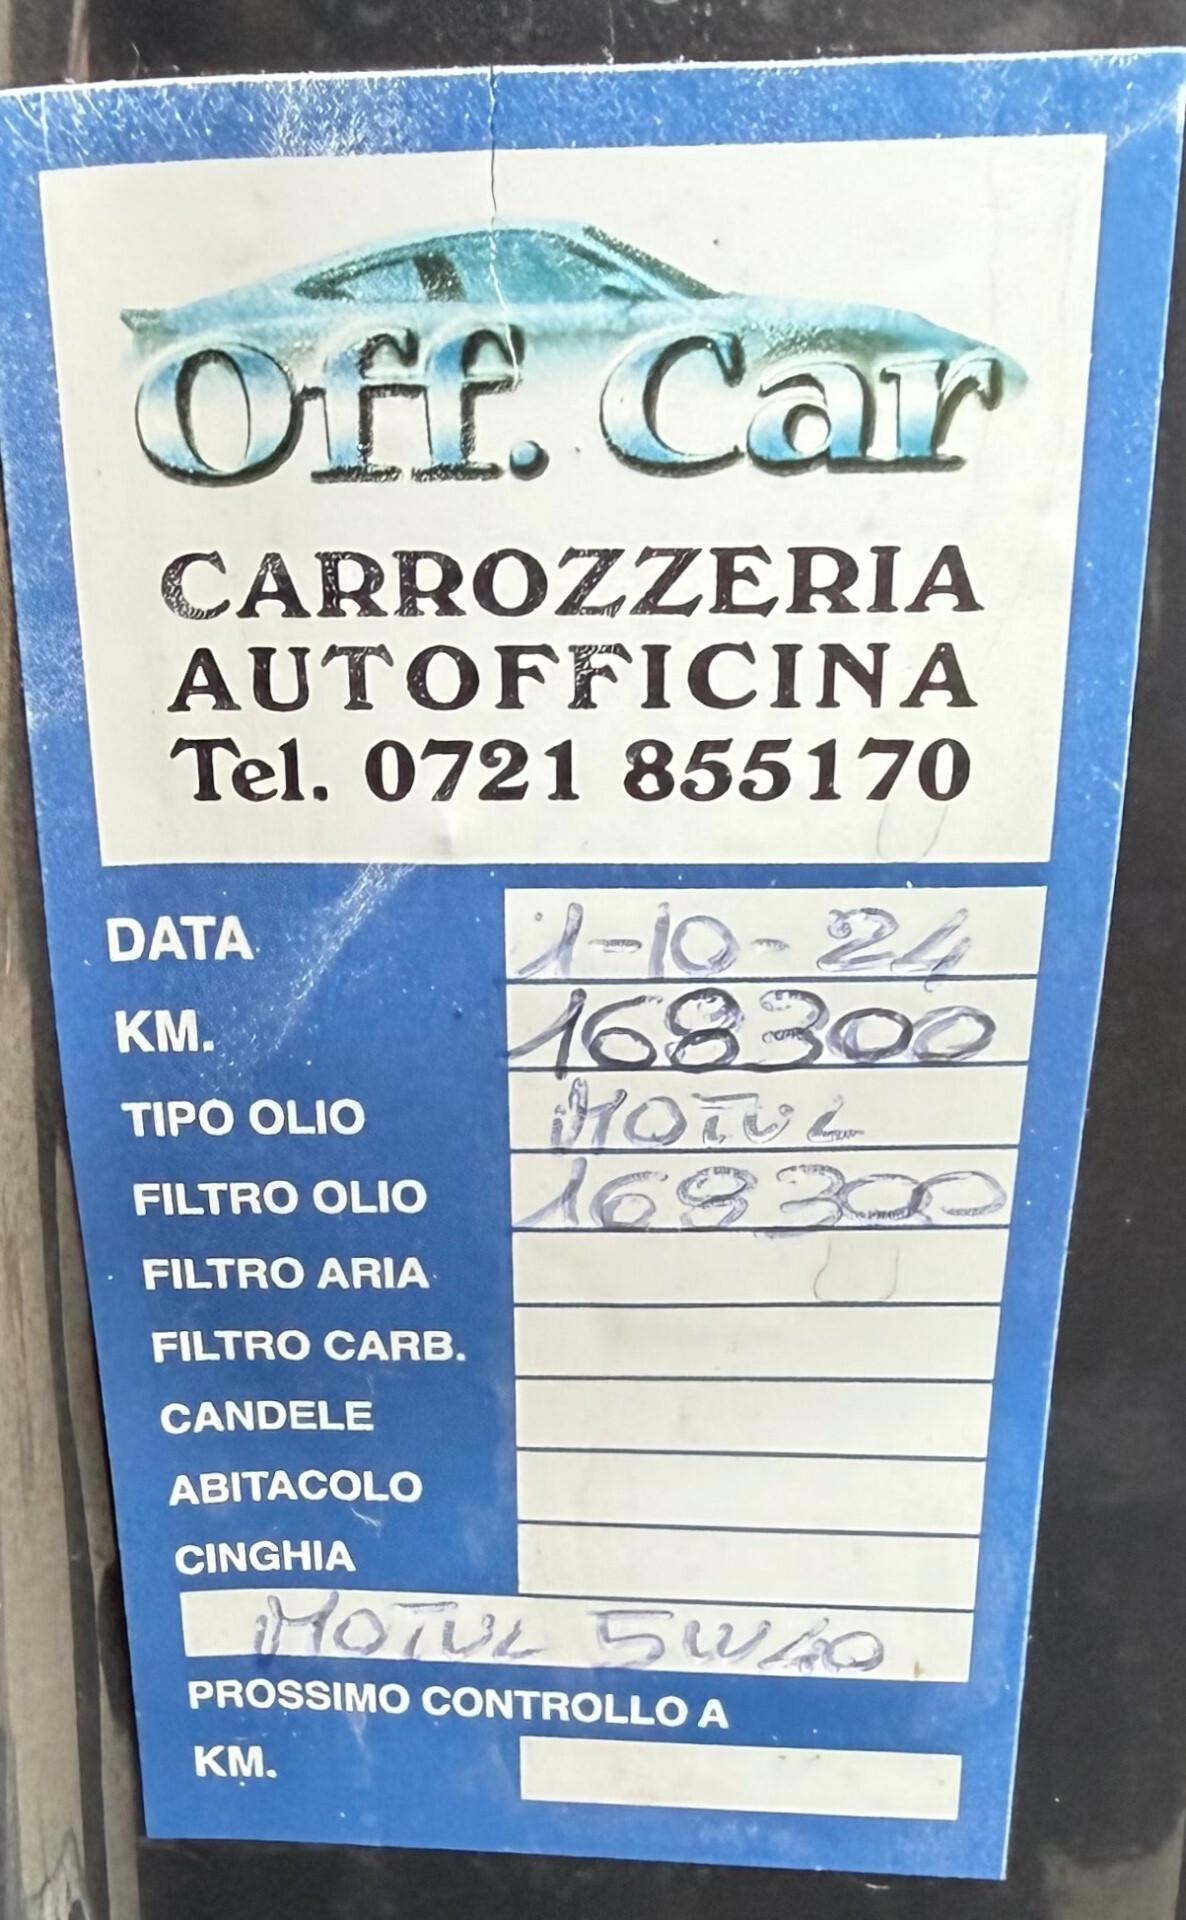 Off. Car
CARROZZERIA
AUTOFFICINA
Tel. 0721 855170
DATA 1-10-24
KM. 168300
TIPO OLIO MOTUL
FILTRO OLIO 168300
FILTRO ARIA
FILTRO CARB.
CANDELE
ABITACOLO
CINGHIA
MOTUL 5W40
PROSSIMO CONTROLLO A
KM.